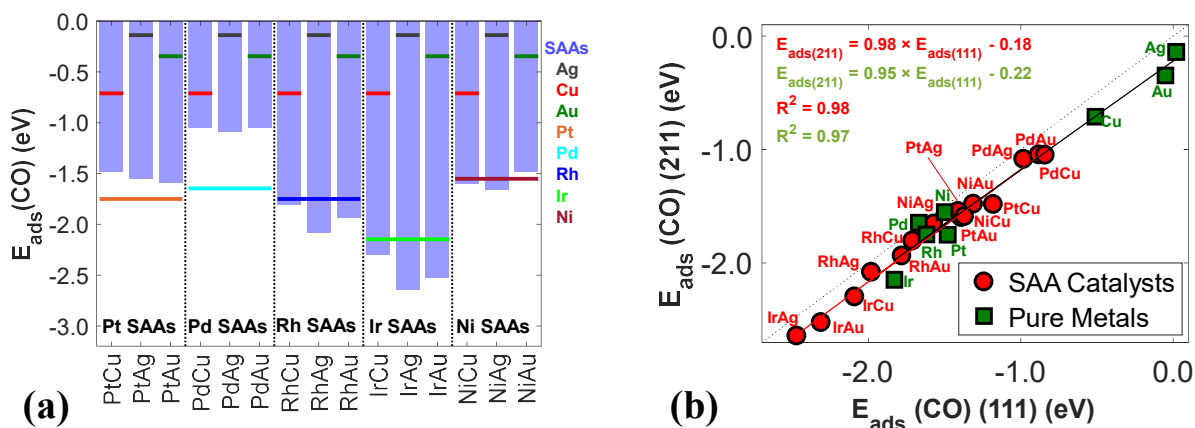 0.0
-0.5
-1.0
-1.5
-2.0
-2.5
-3.0
E_ads(CO) (eV)
SAAs
Ag
Cu
Au
Pt
Pd
Rh
Ir
Ni
Pt SAAs
Pd SAAs
Rh SAAs
Ir SAAs
Ni SAAs
PtCu
PtAg
PtAu
PdCu
PdAg
PdAu
RhCu
RhAg
RhAu
IrCu
IrAg
IrAu
NiCu
NiAg
NiAu
(a)
0.0
-1.0
-2.0
E_ads (CO) (211) (eV)
E_ads(211) = 0.98 × E_ads(111) - 0.18
E_ads(211) = 0.95 × E_ads(111) - 0.22
R² = 0.98
R² = 0.97
Ag
Au
Cu
PdAu
PdAg
PdCu
PtAg
NiAu
Ni
NiAg
PtCu
NiCu
Pd
PtAu
RhCu
Rh
Pt
RhAg
RhAu
Ir
IrCu
IrAg
IrAu
SAA Catalysts
Pure Metals
-2.0
-1.0
0.0
E_ads (CO) (111) (eV)
(b)